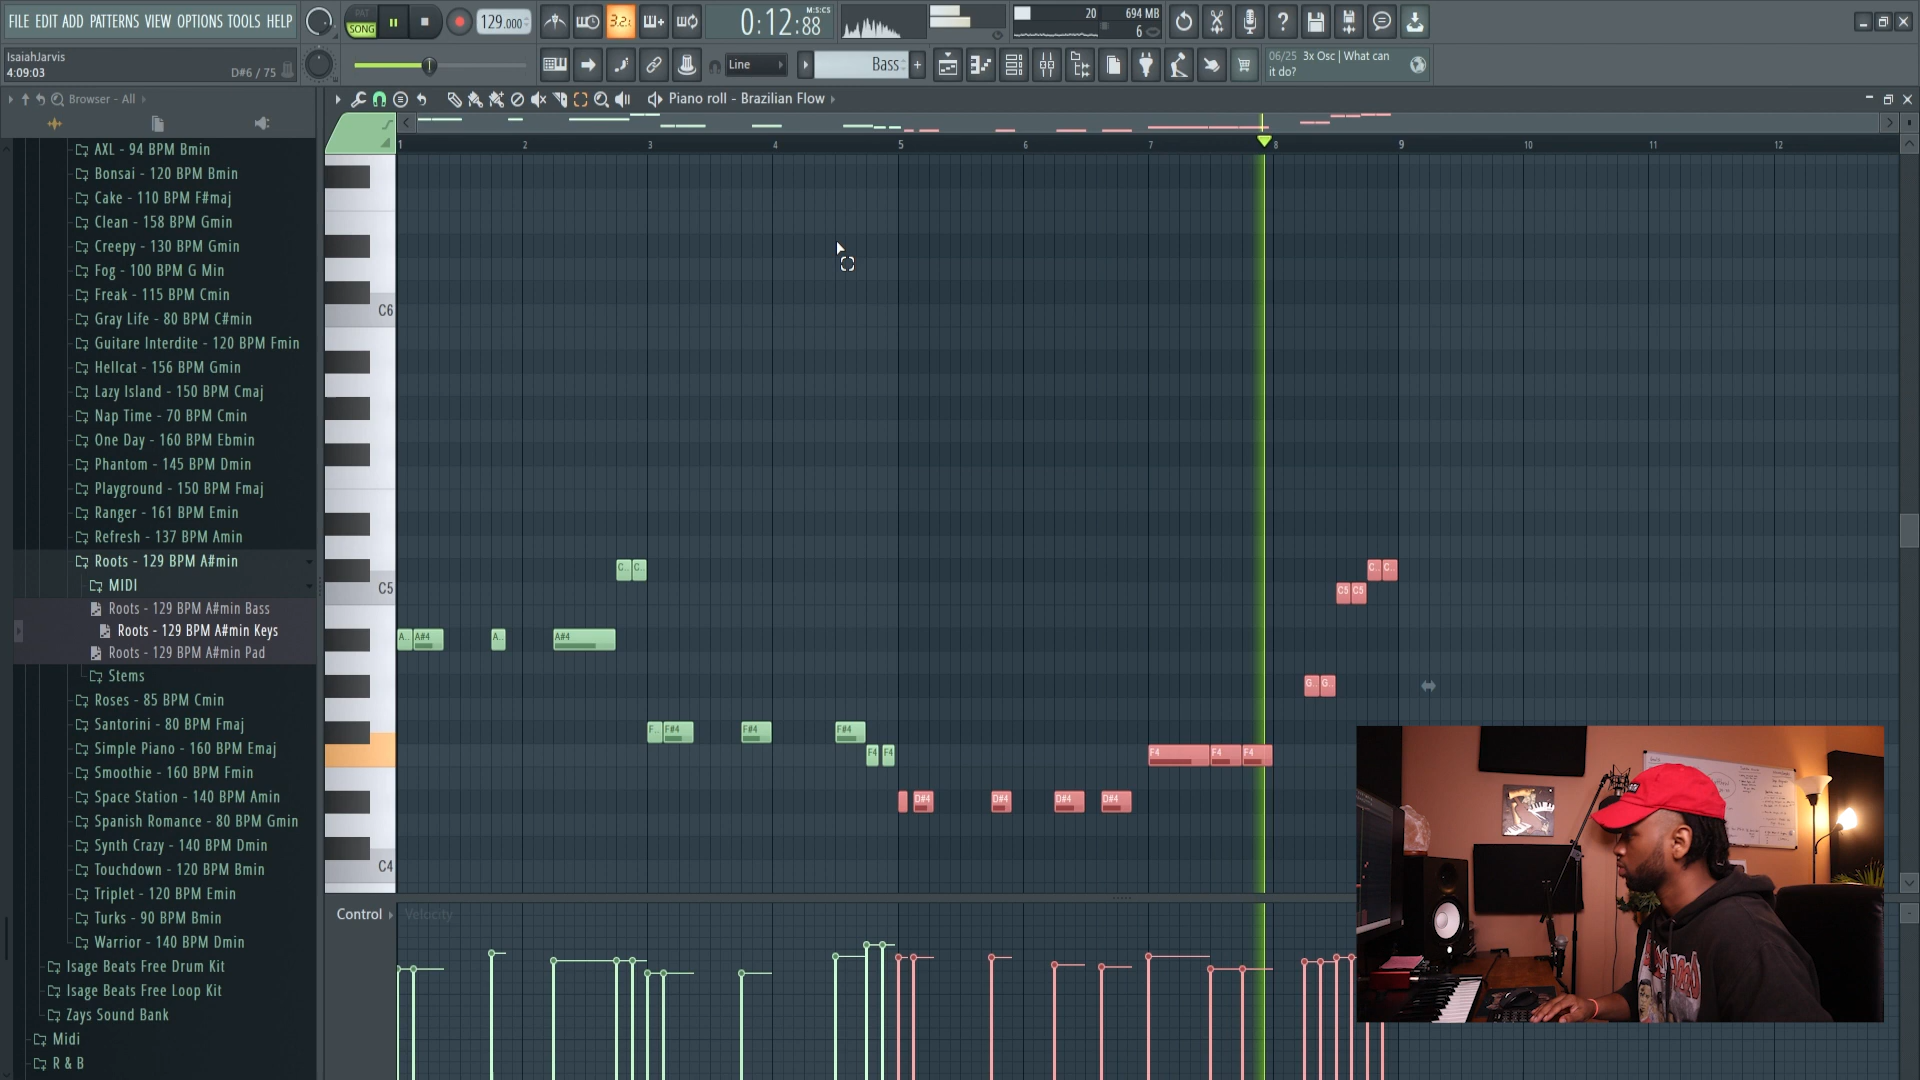 FILE EDIT ADD PATTERNS VIEW OPTIONS TOOLS HELP
PAT
SONG
129.000
3.2.
0:12:88
M:S:CS
20
694 MB
6
IsaiahJarvis
4:09:03
D#6 / 75
Line
Bass
06/25 3x Osc | What can
it do?
Browser - All
Piano roll - Brazilian Flow
1 2 3 4 5 6 7 8 9 10 11 12
AXL - 94 BPM Bmin
Bonsai - 120 BPM Bmin
Cake - 110 BPM F#maj
Clean - 158 BPM Gmin
Creepy - 130 BPM Gmin
Fog - 100 BPM G Min
Freak - 115 BPM Cmin
Gray Life - 80 BPM C#min
Guitare Interdite - 120 BPM Fmin
Hellcat - 156 BPM Gmin
Lazy Island - 150 BPM Cmaj
Nap Time - 70 BPM Cmin
One Day - 160 BPM Ebmin
Phantom - 145 BPM Dmin
Playground - 150 BPM Fmaj
Ranger - 161 BPM Emin
Refresh - 137 BPM Amin
Roots - 129 BPM A#min
MIDI
Roots - 129 BPM A#min Bass
Roots - 129 BPM A#min Keys
Roots - 129 BPM A#min Pad
Stems
Roses - 85 BPM Cmin
Santorini - 80 BPM Fmaj
Simple Piano - 160 BPM Emaj
Smoothie - 160 BPM Fmin
Space Station - 140 BPM Amin
Spanish Romance - 80 BPM Gmin
Synth Crazy - 140 BPM Dmin
Touchdown - 120 BPM Bmin
Triplet - 120 BPM Emin
Turks - 90 BPM Bmin
Warrior - 140 BPM Dmin
Isage Beats Free Drum Kit
Isage Beats Free Loop Kit
Zays Sound Bank
Midi
R & B
C6
C5
C4
C.. C..
C.. C..
C5 C5
A.. A#4 A.. A#4
G.. G..
F.. F#4 F#4 F#4
F4 F4
F4 F4 F4
D#4 D#4 D#4 D#4
Control
Velocity